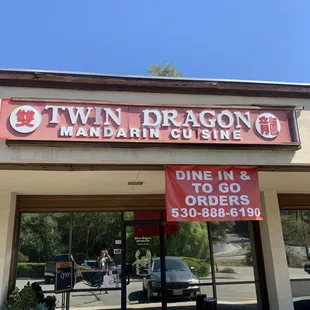 雙 TWIN DRAGON 龍
MANDARIN CUISINE
DINE IN &
TO GO
ORDERS
530-888-6190